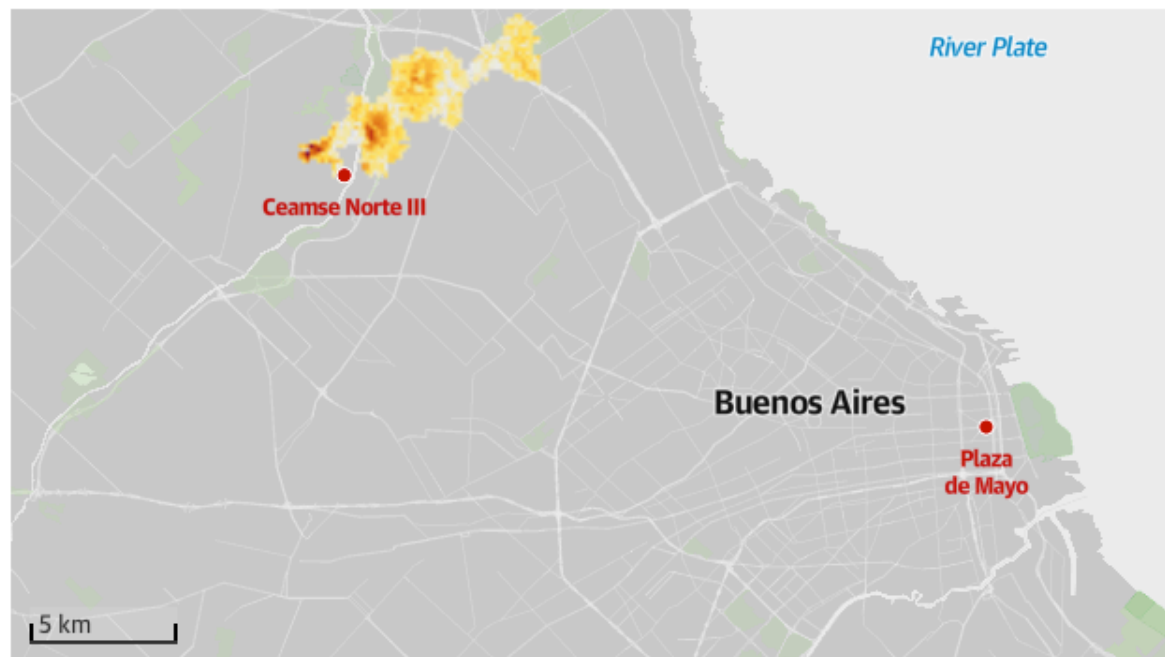 River Plate
Ceamse Norte III
Buenos Aires
Plaza
de Mayo
5 km